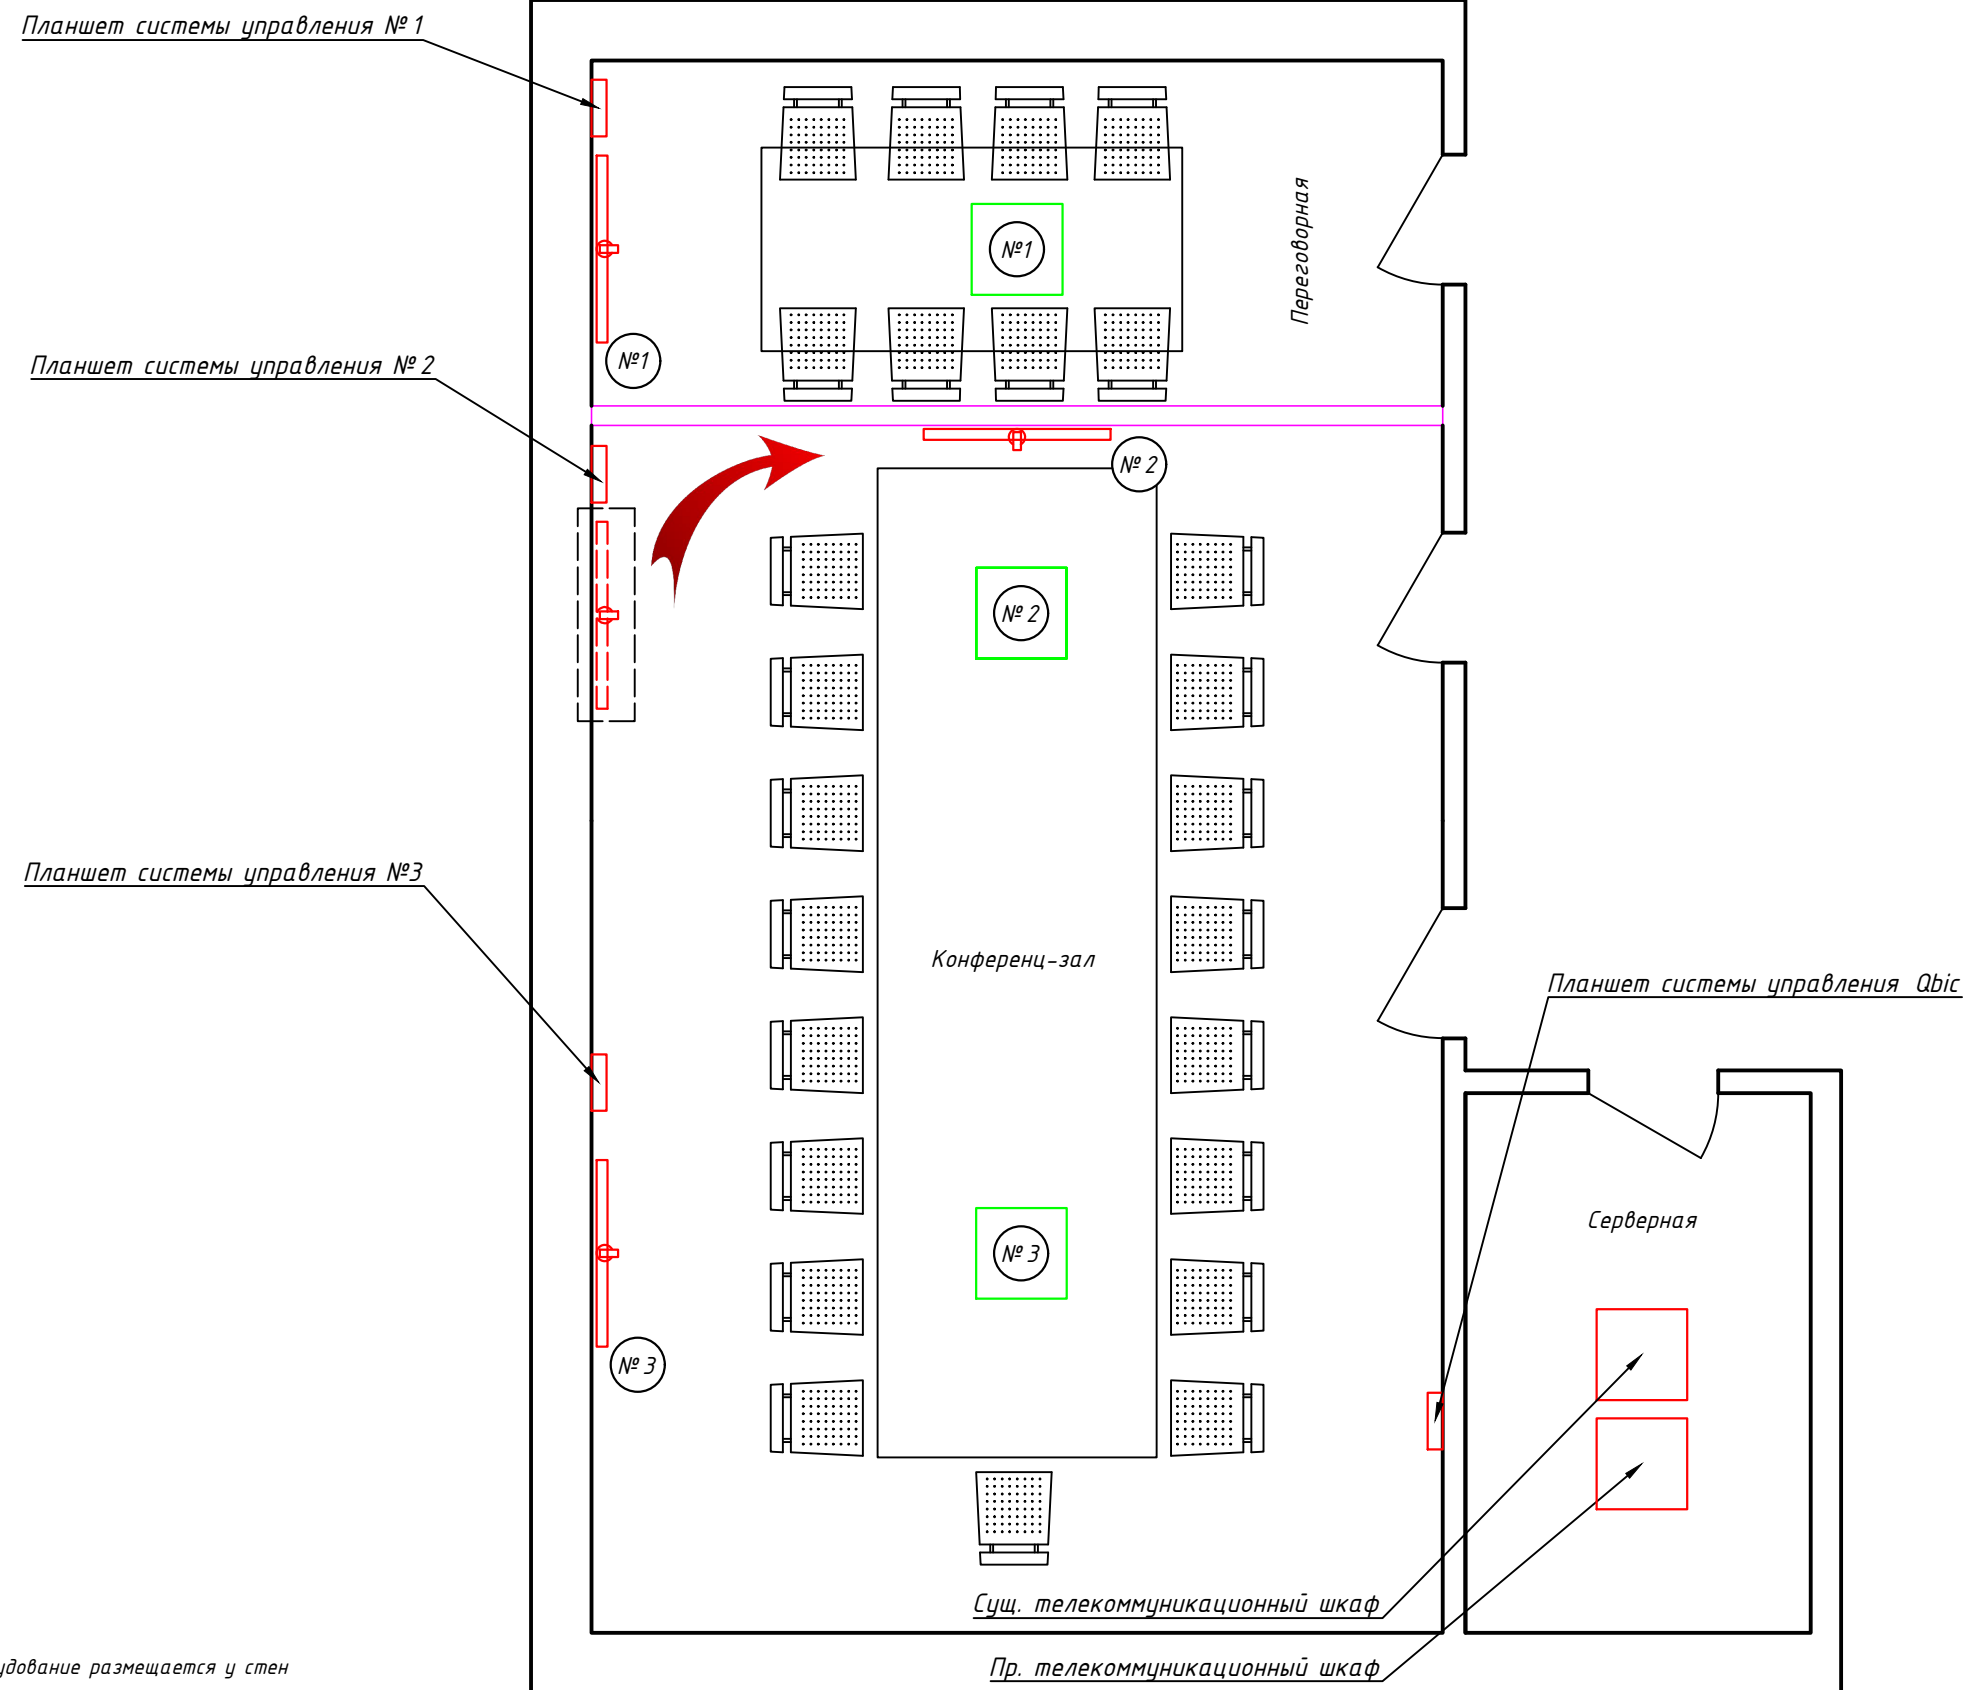 Планшет системы управления № 1
№1
Переговорная
№1
Планшет системы управления № 2
№ 2
№ 2
Планшет системы управления №3
Конференц-зал
Планшет системы управления Qbic
Серверная
№ 3
№ 3
Сущ. телекоммуникационный шкаф
размещается у стен
Пр. телекоммуникационный шкаф